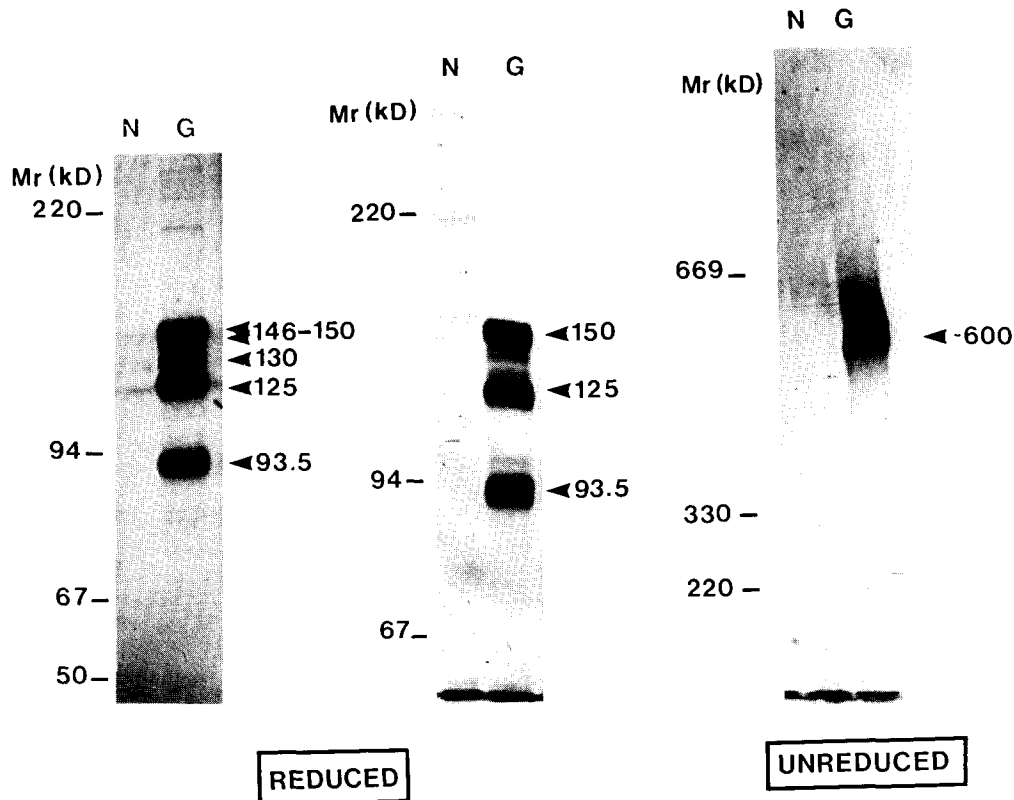 N G
Mr (kD)
220
146-150
130
125
94
93.5
67
50
N G
Mr (kD)
220
150
125
94
93.5
67
REDUCED
N G
Mr (kD)
669
-600
330
220
UNREDUCED